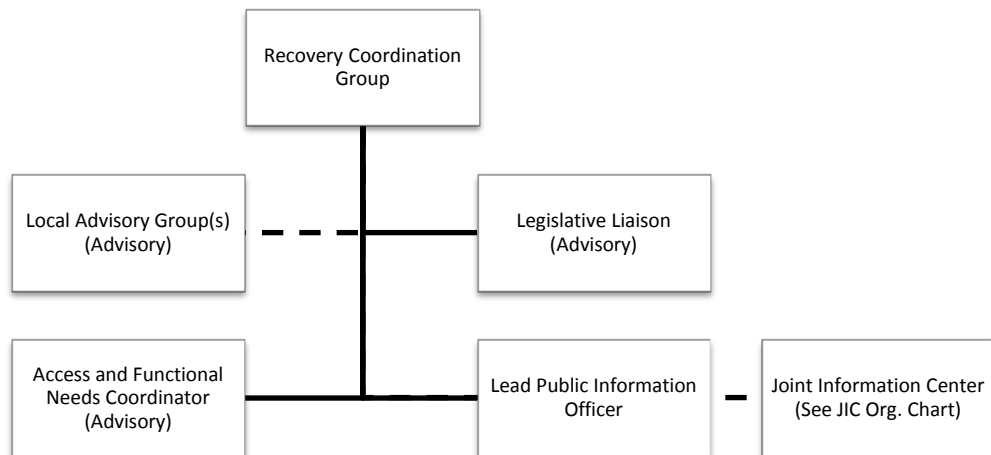 Recovery Coordination
Group
Local Advisory Group(s)
(Advisory)
Legislative Liaison
(Advisory)
Access and Functional
Needs Coordinator
(Advisory)
Lead Public Information
Officer
Joint Information Center
(See JIC Org. Chart)